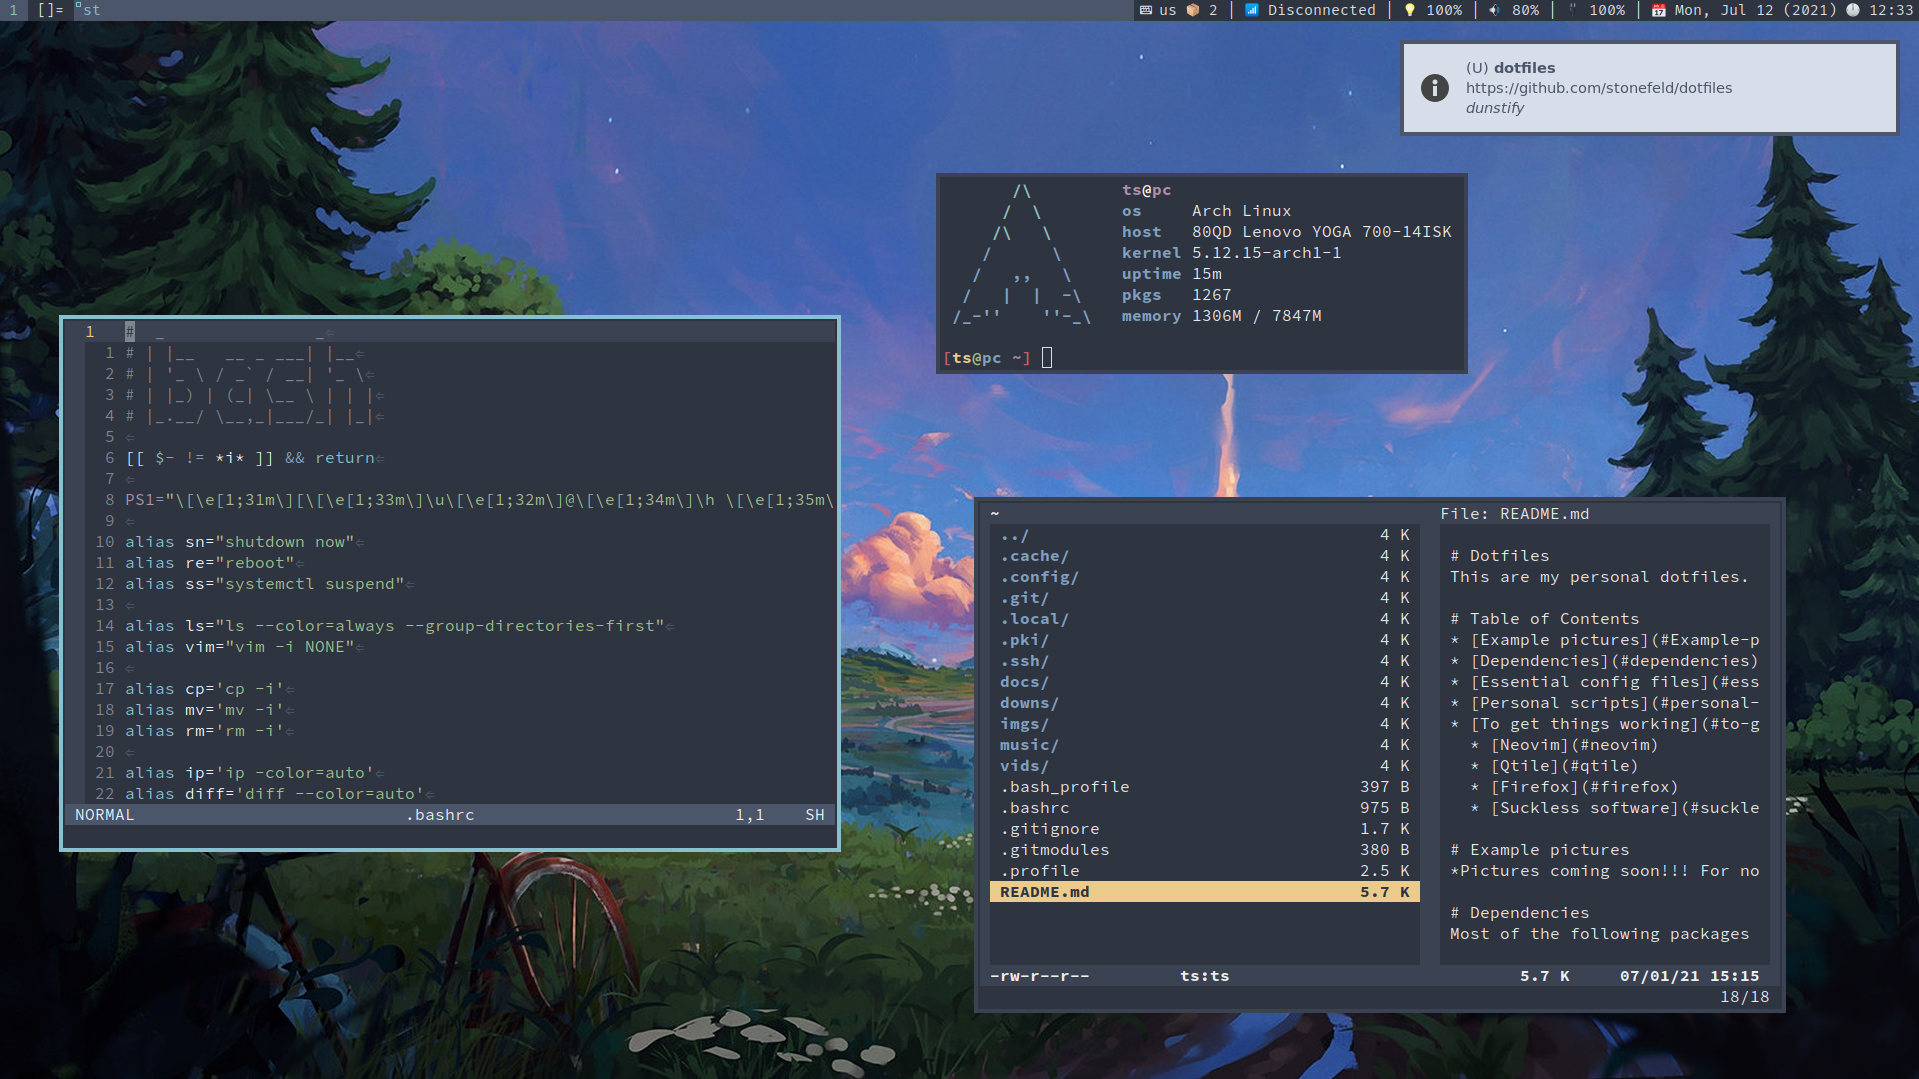 1 []= st
us 2 | Disconnected | 100% | 80% | 100% | Mon, Jul 12 (2021) 12:33
(U) dotfiles
https://github.com/stonefeld/dotfiles
dunstify
      /\
     /  \
    /\   \
   /      \
  /   ,,   \
 /   |  |  -\
/_-''    ''-_\
ts@pc
os Arch Linux
host 80QD Lenovo YOGA 700-14ISK
kernel 5.12.15-arch1-1
uptime 15m
pkgs 1267
memory 1306M / 7847M
[ts@pc ~]
1 #  _               _
1 # | |__   __ _ ___| |__
2 # | '_ \ / _` / __| '_ \
3 # | |_) | (_| \__ \ | | |
4 # |_.__/ \__,_|___/_| |_|
5
6 [[ $- != *i* ]] && return
7
8 PS1="\[\e[1;31m\][\[\e[1;33m\]\u\[\e[1;32m\]@\[\e[1;34m\]\h \[\e[1;35m\
9
10 alias sn="shutdown now"
11 alias re="reboot"
12 alias ss="systemctl suspend"
13
14 alias ls="ls --color=always --group-directories-first"
15 alias vim="vim -i NONE"
16
17 alias cp='cp -i'
18 alias mv='mv -i'
19 alias rm='rm -i'
20
21 alias ip='ip -color=auto'
22 alias diff='diff --color=auto'
NORMAL .bashrc 1,1 SH
~
../ 4 K
.cache/ 4 K
.config/ 4 K
.git/ 4 K
.local/ 4 K
.pki/ 4 K
.ssh/ 4 K
docs/ 4 K
downs/ 4 K
imgs/ 4 K
music/ 4 K
vids/ 4 K
.bash_profile 397 B
.bashrc 975 B
.gitignore 1.7 K
.gitmodules 380 B
.profile 2.5 K
README.md 5.7 K
File: README.md
# Dotfiles
This are my personal dotfiles.
# Table of Contents
* [Example pictures](#Example-p
* [Dependencies](#dependencies)
* [Essential config files](#ess
* [Personal scripts](#personal-
* [To get things working](#to-g
  * [Neovim](#neovim)
  * [Qtile](#qtile)
  * [Firefox](#firefox)
  * [Suckless software](#suckle
# Example pictures
*Pictures coming soon!!! For no
# Dependencies
Most of the following packages
-rw-r--r-- ts:ts 5.7 K 07/01/21 15:15
18/18